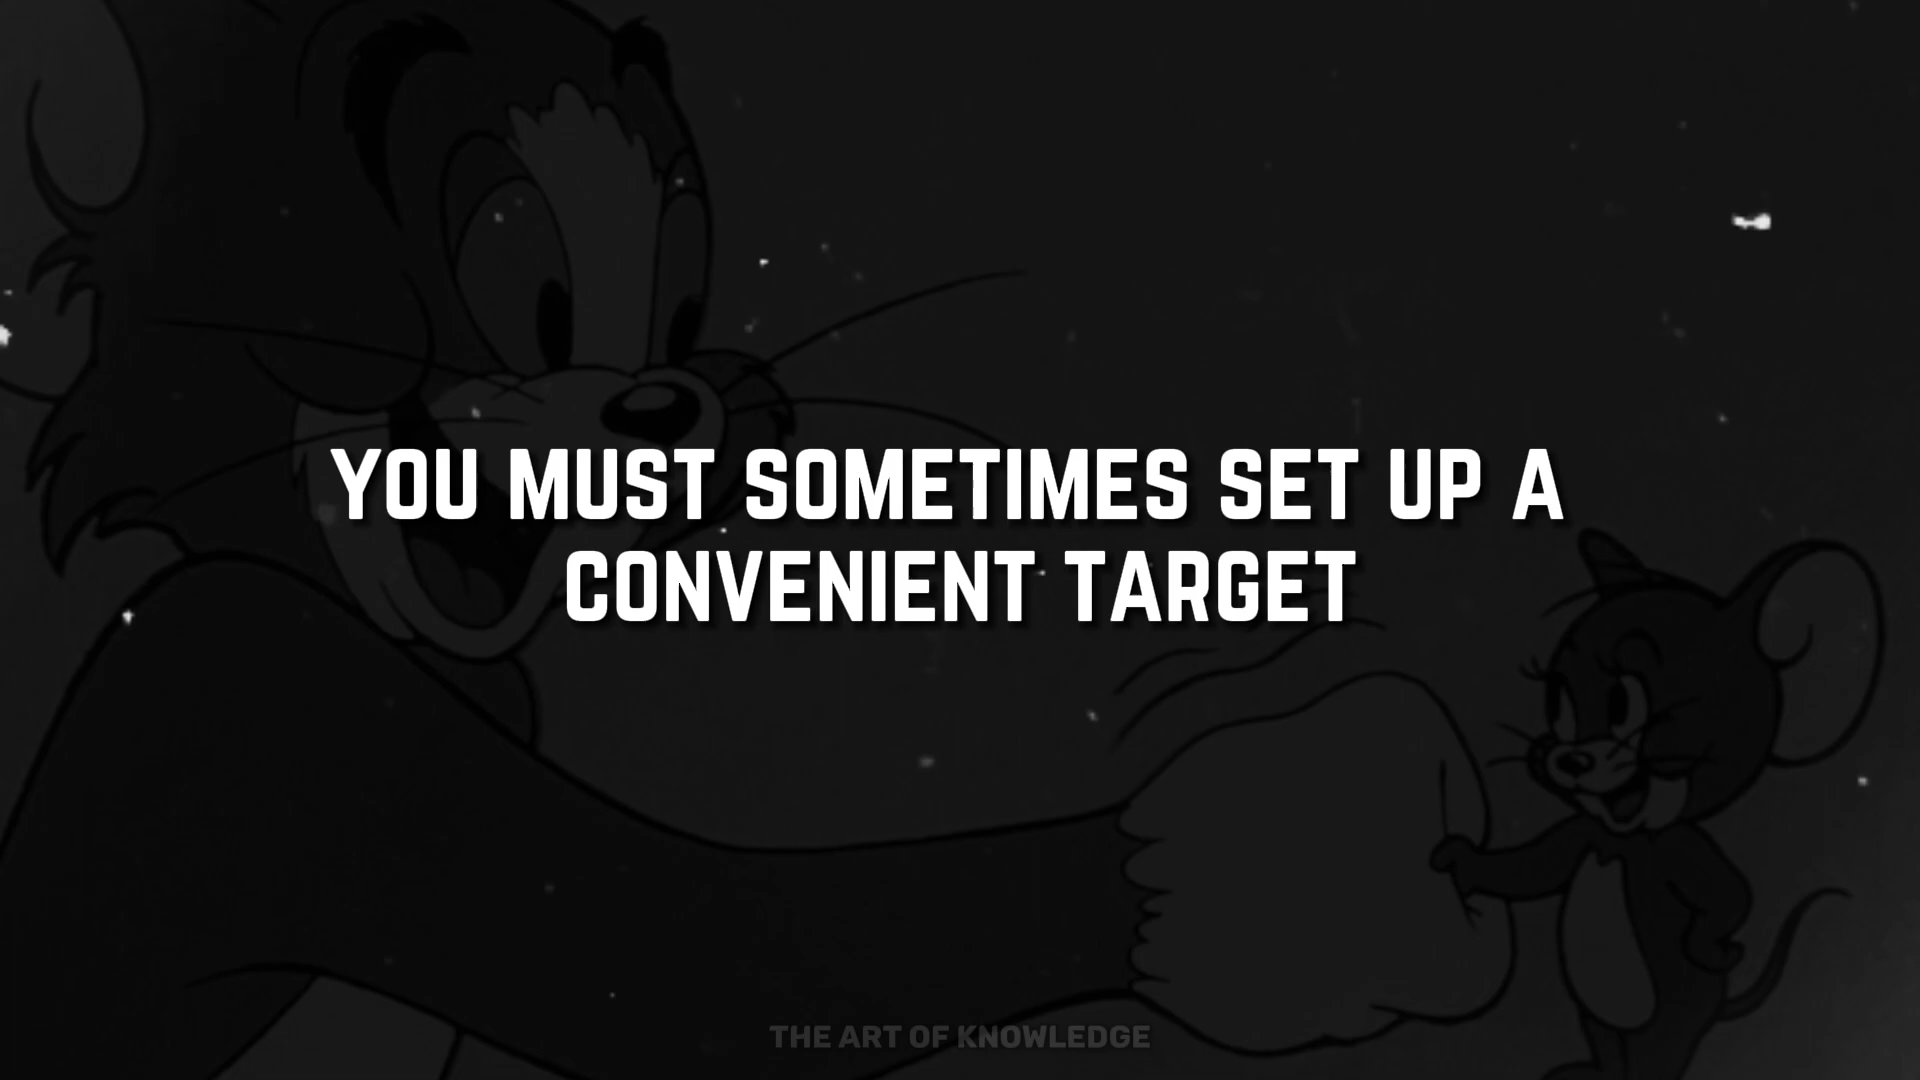 YOU MUST SOMETIMES SET UP A
CONVENIENT TARGET
THE ART OF KNOWLEDGE